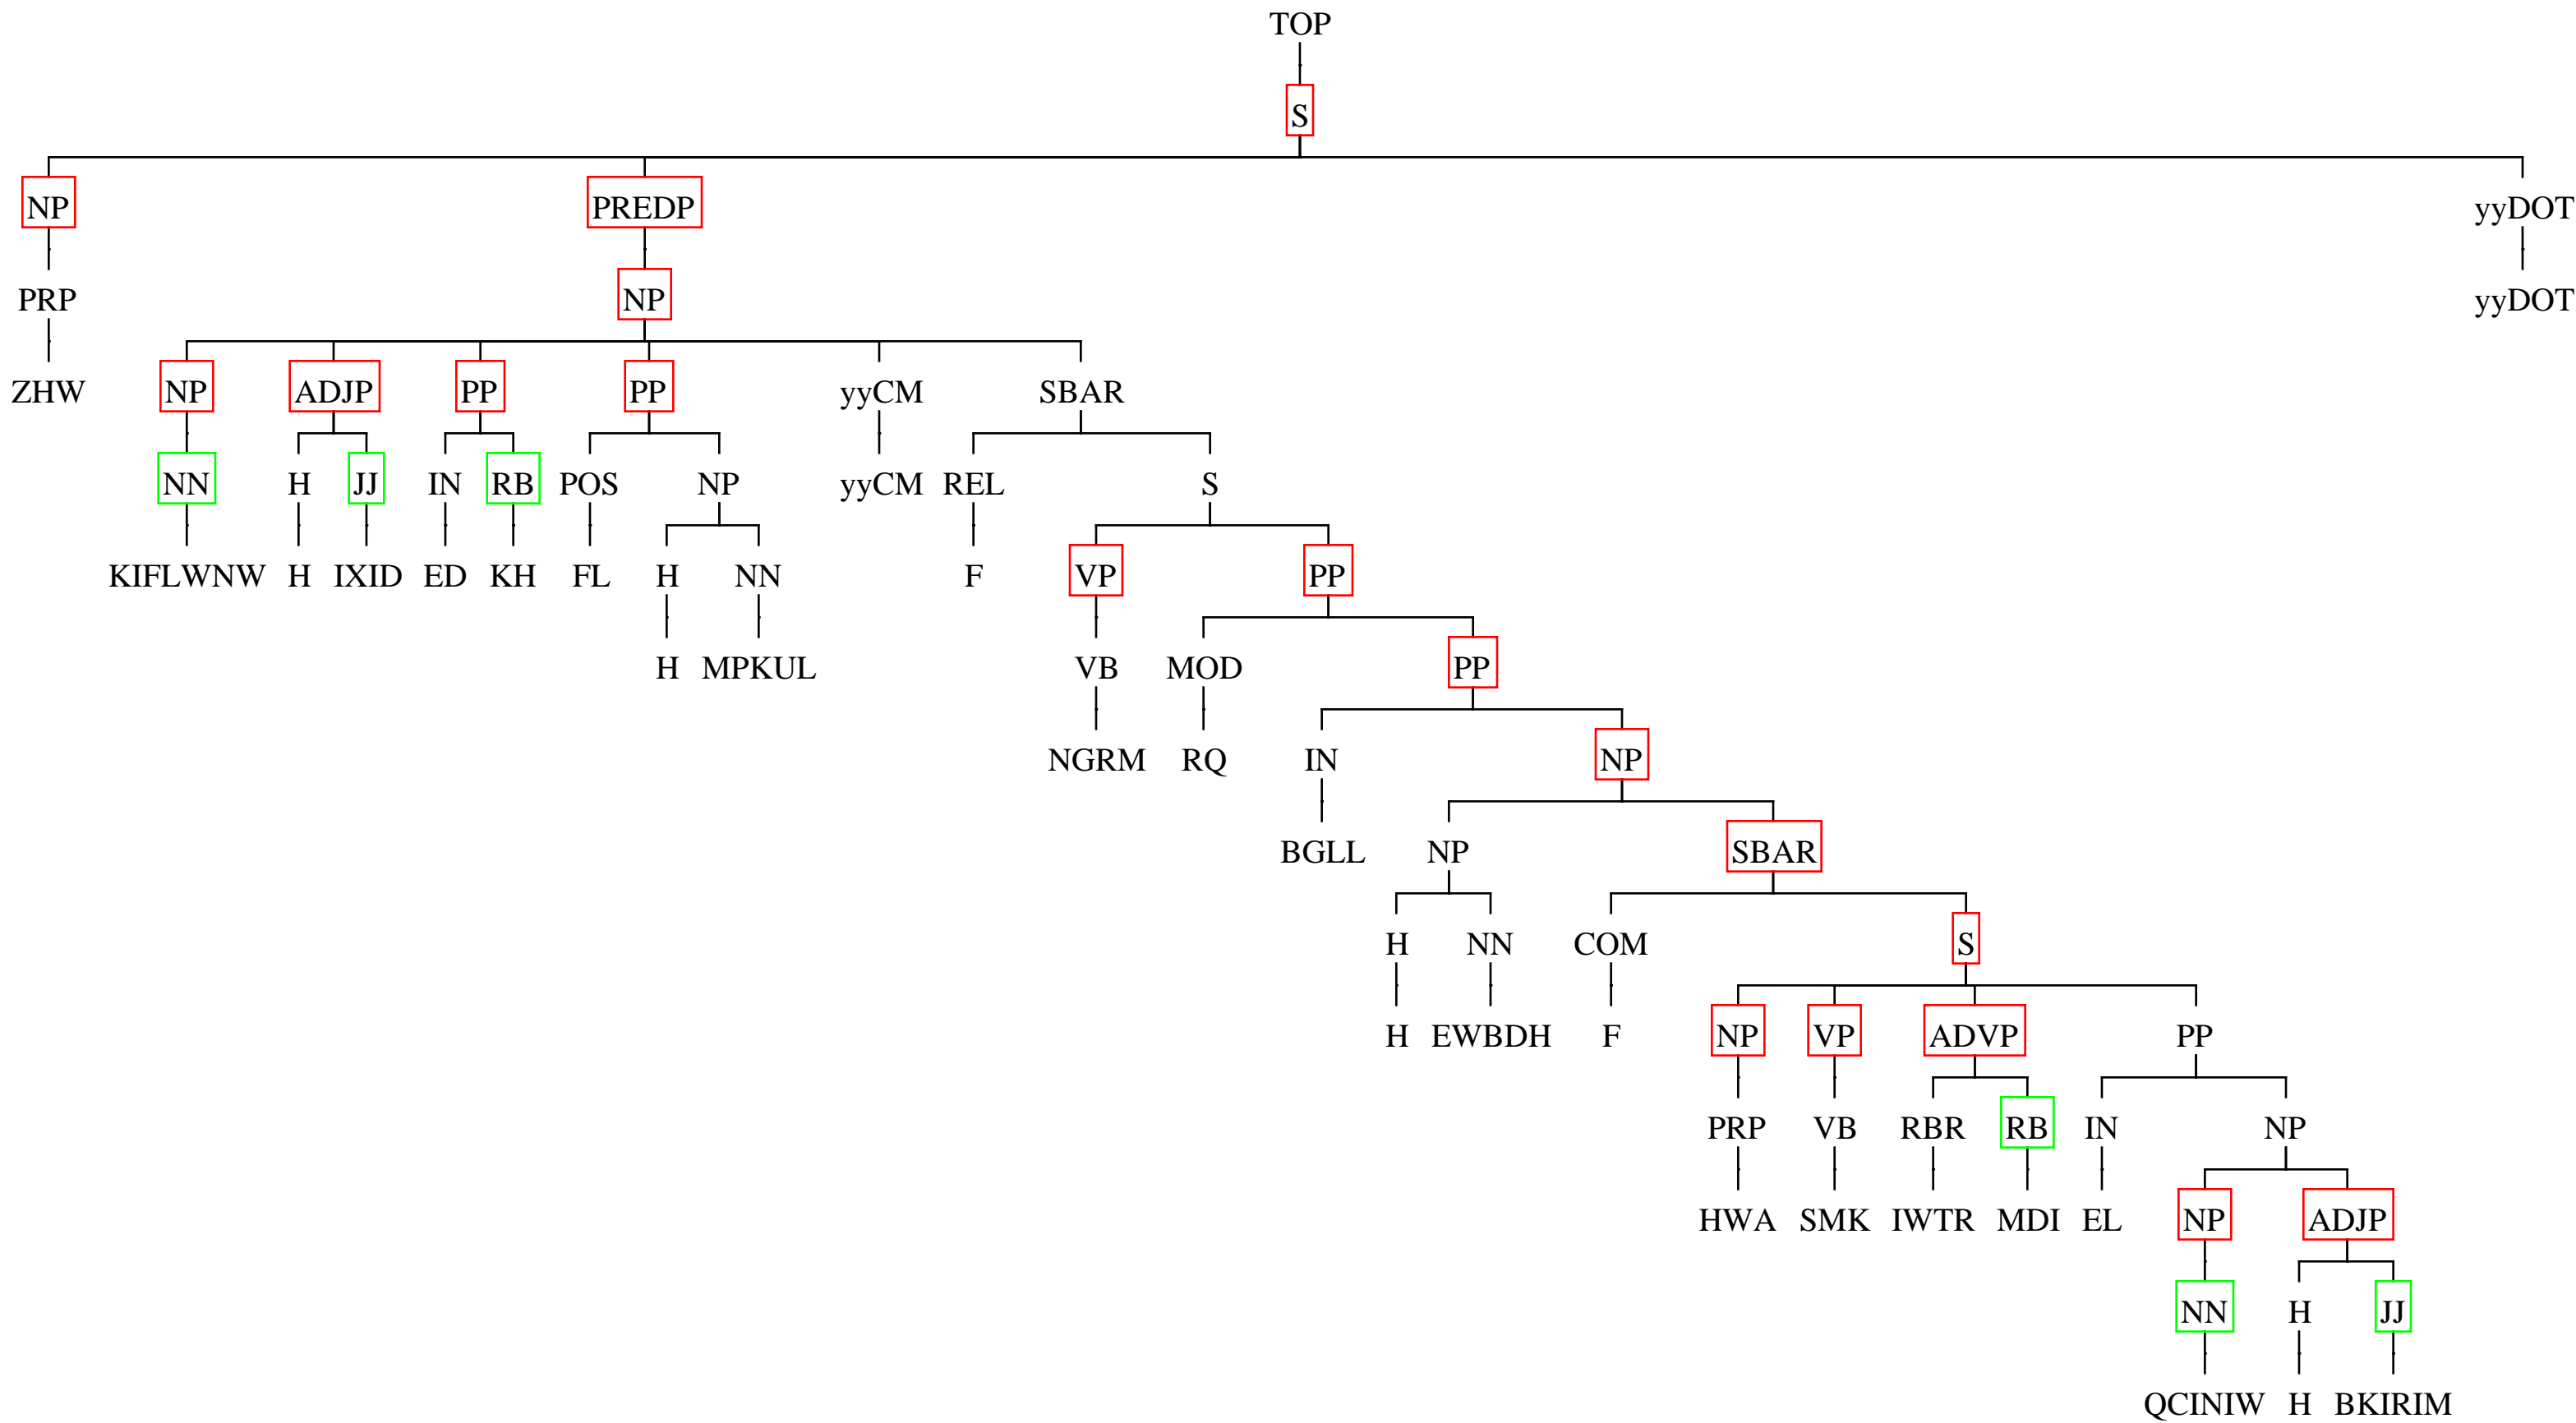 TOP
S
NP PREDP yyDOT
PRP NP yyDOT
ZHW NP ADJP PP PP yyCM SBAR
NN H JJ IN RB POS NP yyCM REL S
KIFLWNW H IXID ED KH FL H NN F VP PP
H MPKUL VB MOD PP
NGRM RQ IN NP
BGLL NP SBAR
H NN COM S
H EWBDH F NP VP ADVP PP
PRP VB RBR RB IN NP
HWA SMK IWTR MDI EL NP ADJP
NN H JJ
QCINIW H BKIRIM